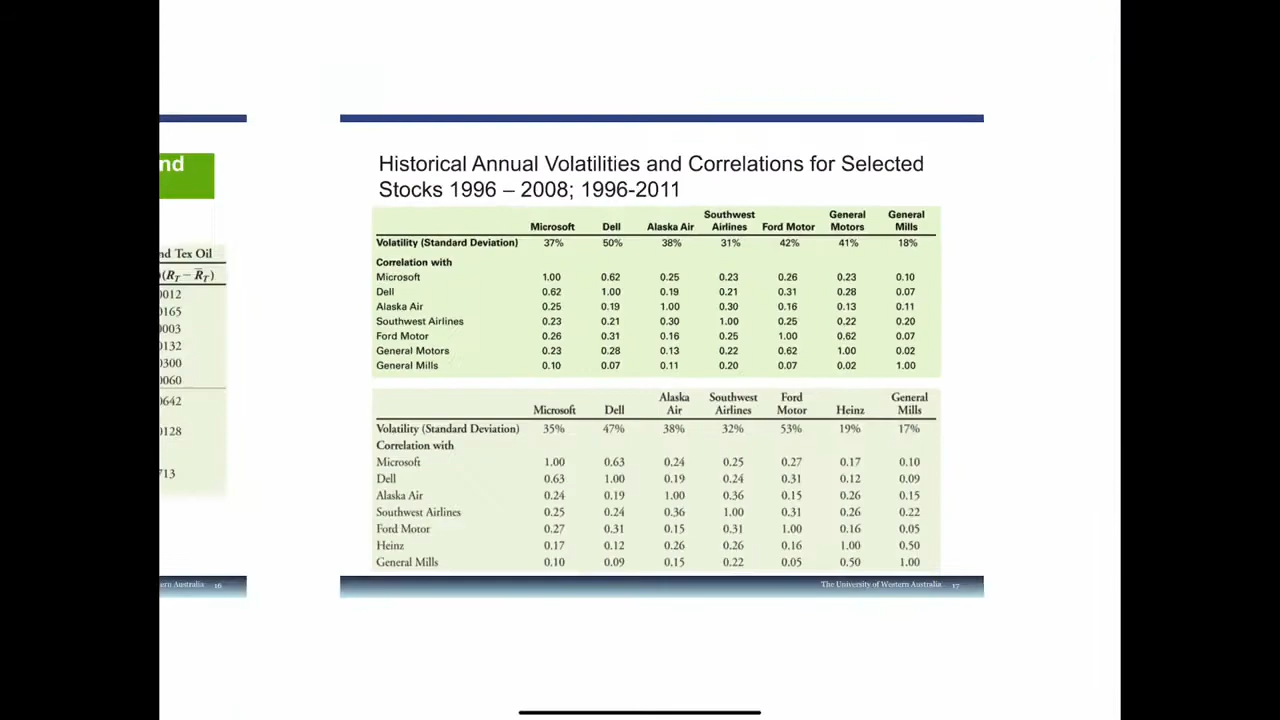 nd
nd Tex Oil
)(R_T − R̅_T)
0012
0165
0003
0132
0300
0060
0642
0128
713
ern Australia 16
Historical Annual Volatilities and Correlations for Selected
Stocks 1996 – 2008; 1996-2011
Microsoft Dell Alaska Air Southwest Airlines Ford Motor General Motors General Mills
Volatility (Standard Deviation) 37% 50% 38% 31% 42% 41% 18%
Correlation with
Microsoft 1.00 0.62 0.25 0.23 0.26 0.23 0.10
Dell 0.62 1.00 0.19 0.21 0.31 0.28 0.07
Alaska Air 0.25 0.19 1.00 0.30 0.16 0.13 0.11
Southwest Airlines 0.23 0.21 0.30 1.00 0.25 0.22 0.20
Ford Motor 0.26 0.31 0.16 0.25 1.00 0.62 0.07
General Motors 0.23 0.28 0.13 0.22 0.62 1.00 0.02
General Mills 0.10 0.07 0.11 0.20 0.07 0.02 1.00
Microsoft Dell Alaska Air Southwest Airlines Ford Motor Heinz General Mills
Volatility (Standard Deviation) 35% 47% 38% 32% 53% 19% 17%
Correlation with
Microsoft 1.00 0.63 0.24 0.25 0.27 0.17 0.10
Dell 0.63 1.00 0.19 0.24 0.31 0.12 0.09
Alaska Air 0.24 0.19 1.00 0.36 0.15 0.26 0.15
Southwest Airlines 0.25 0.24 0.36 1.00 0.31 0.26 0.22
Ford Motor 0.27 0.31 0.15 0.31 1.00 0.16 0.05
Heinz 0.17 0.12 0.26 0.26 0.16 1.00 0.50
General Mills 0.10 0.09 0.15 0.22 0.05 0.50 1.00
The University of Western Australia 17